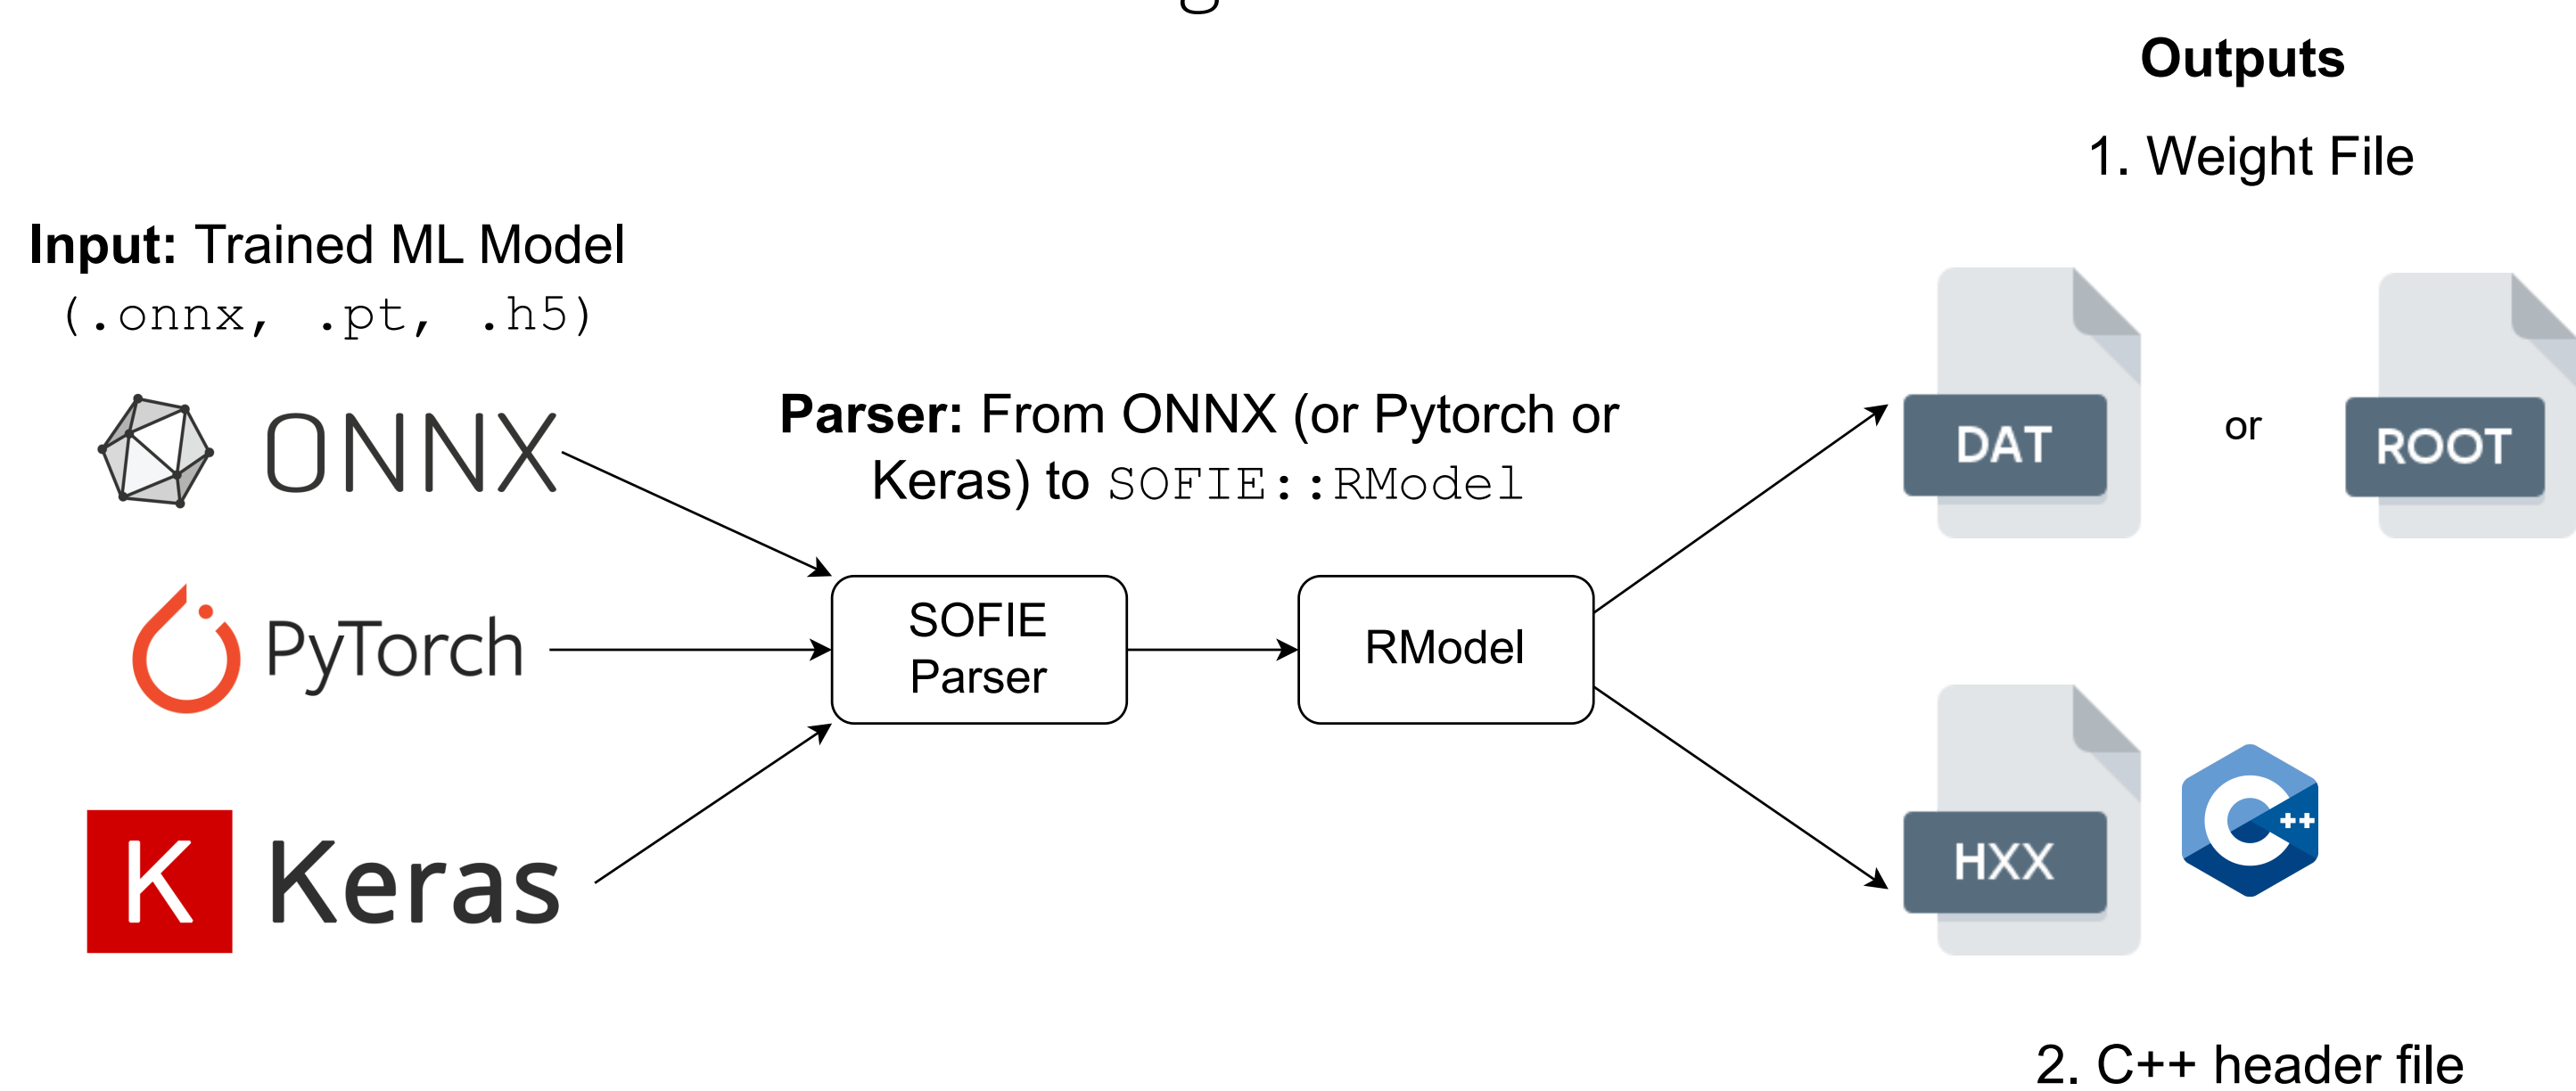 Outputs
1. Weight File
Input: Trained ML Model
(.onnx, .pt, .h5)
ONNX
Parser: From ONNX (or Pytorch or
Keras) to SOFIE::RModel
DAT
or
ROOT
SOFIE
Parser
RModel
PyTorch
HXX
C++
K Keras
2. C++ header file